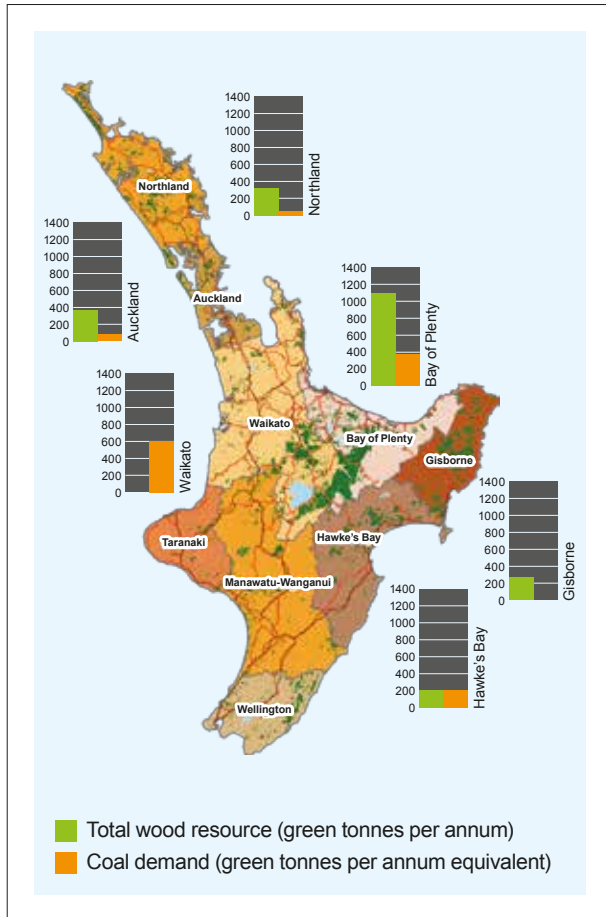 1400
1200
1000
800
600
400
200
0
Northland
Northland
1400
1200
1000
800
600
400
200
0
Auckland
Auckland
1400
1200
1000
800
600
400
200
0
Bay of Plenty
1400
1200
1000
800
600
400
200
0
Waikato
Waikato
Bay of Plenty
Gisborne
1400
1200
1000
800
600
400
200
0
Gisborne
Taranaki
Hawke's Bay
Manawatu-Wanganui
1400
1200
1000
800
600
400
200
0
Hawke's Bay
Wellington
Total wood resource (green tonnes per annum)
Coal demand (green tonnes per annum equivalent)